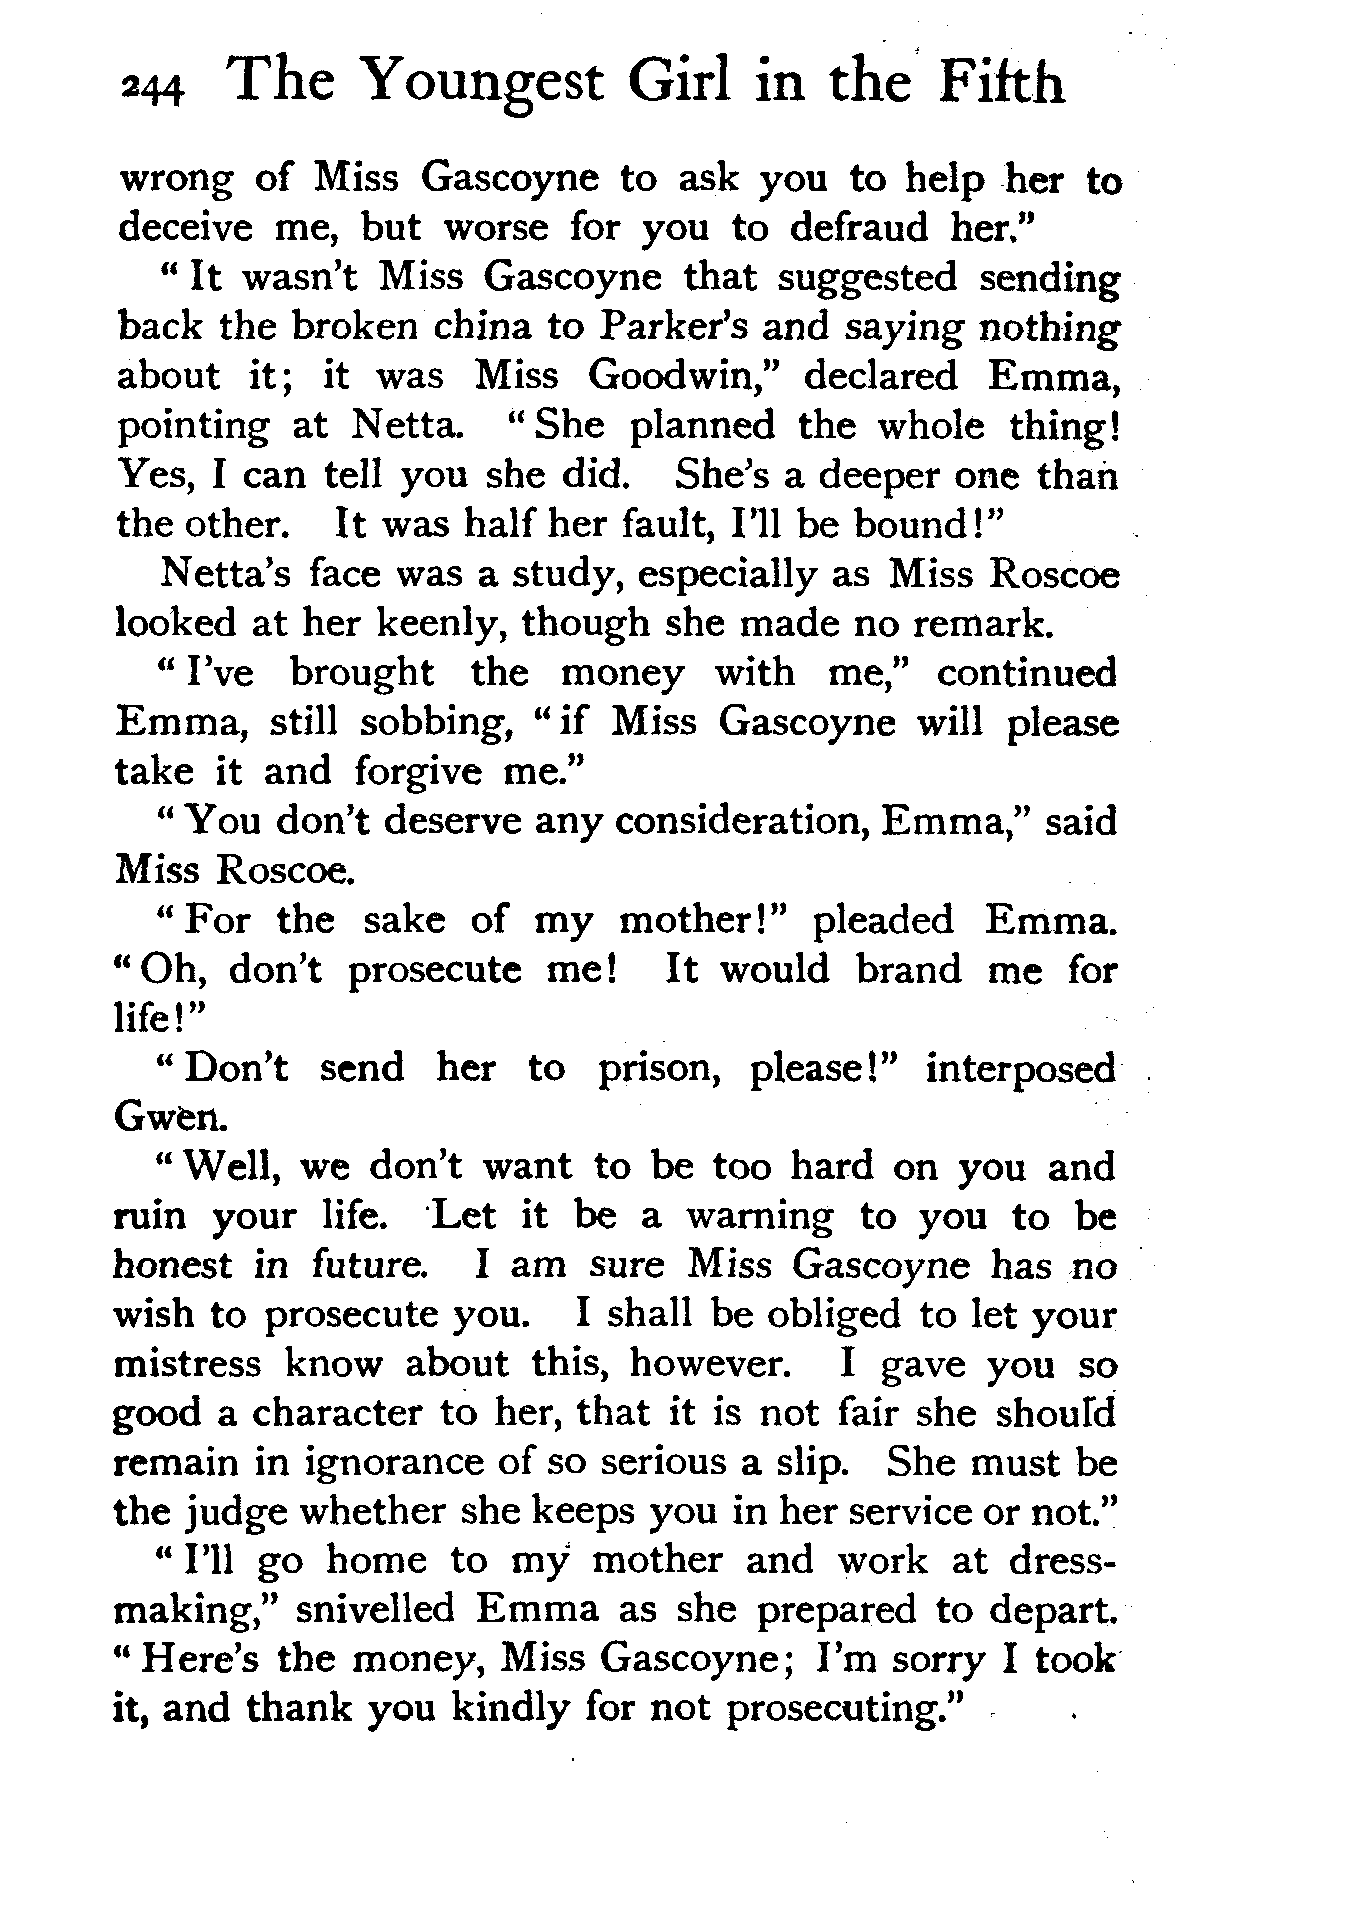 244 The Youngest Girl in the Fifth
wrong of Miss Gascoyne to ask you to help her to
deceive me, but worse for you to defraud her.”
“It wasn't Miss Gascoyne that suggested sending
back the broken china to Parker's and saying nothing
about it; it was Miss Goodwin,” declared Emma,
pointing at Netta. “She planned the whole thing!
Yes, I can tell you she did. She's a deeper one than
the other. It was half her fault, I'll be bound!”
Netta's face was a study, especially as Miss Roscoe
looked at her keenly, though she made no remark.
“I've brought the money with me,” continued
Emma, still sobbing, “if Miss Gascoyne will please
take it and forgive me.”
“You don't deserve any consideration, Emma,” said
Miss Roscoe.
“For the sake of my mother!” pleaded Emma.
“Oh, don't prosecute me! It would brand me for
life!”
“Don't send her to prison, please!” interposed
Gwen.
“Well, we don't want to be too hard on you and
ruin your life. Let it be a warning to you to be
honest in future. I am sure Miss Gascoyne has no
wish to prosecute you. I shall be obliged to let your
mistress know about this, however. I gave you so
good a character to her, that it is not fair she should
remain in ignorance of so serious a slip. She must be
the judge whether she keeps you in her service or not.”
“I'll go home to my mother and work at dress-
making,” snivelled Emma as she prepared to depart.
“Here's the money, Miss Gascoyne; I'm sorry I took
it, and thank you kindly for not prosecuting.”